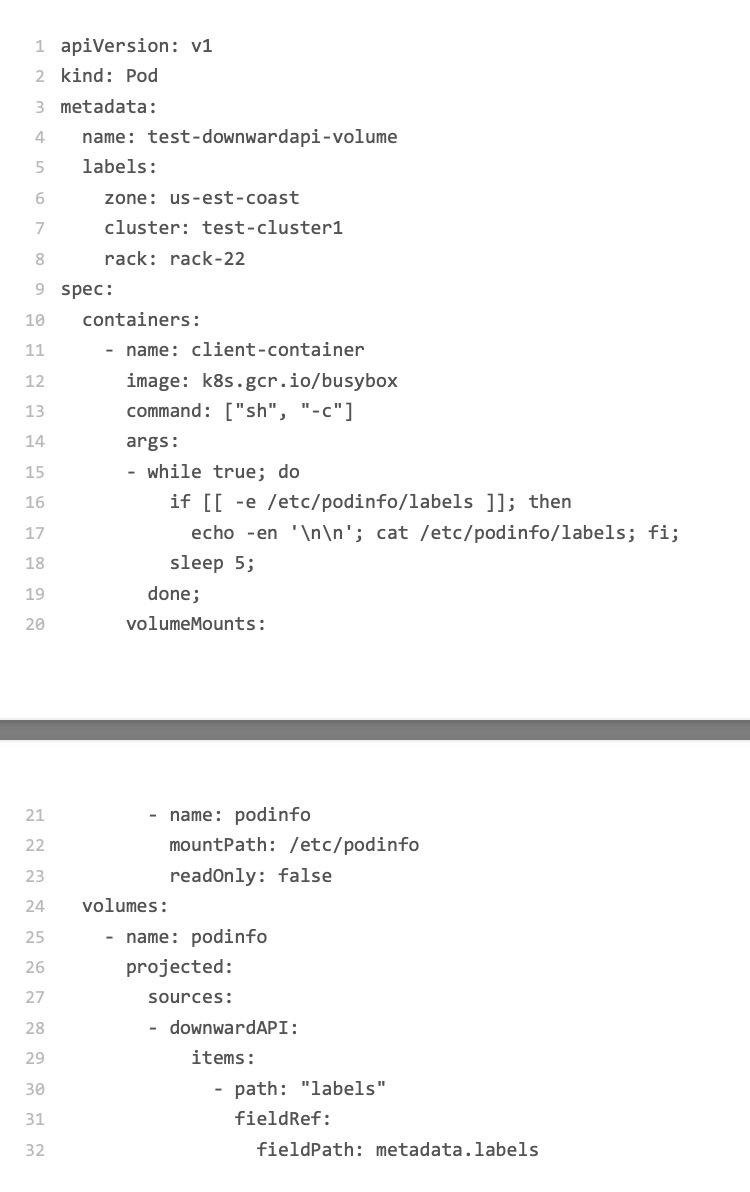 1 apiVersion: v1
2 kind: Pod
3 metadata:
4   name: test-downwardapi-volume
5   labels:
6     zone: us-est-coast
7     cluster: test-cluster1
8     rack: rack-22
9 spec:
10   containers:
11     - name: client-container
12       image: k8s.gcr.io/busybox
13       command: ["sh", "-c"]
14       args:
15       - while true; do
16           if [[ -e /etc/podinfo/labels ]]; then
17             echo -en '\n\n'; cat /etc/podinfo/labels; fi;
18           sleep 5;
19         done;
20       volumeMounts:
21         - name: podinfo
22           mountPath: /etc/podinfo
23           readOnly: false
24   volumes:
25     - name: podinfo
26       projected:
27         sources:
28         - downwardAPI:
29             items:
30               - path: "labels"
31                 fieldRef:
32                   fieldPath: metadata.labels